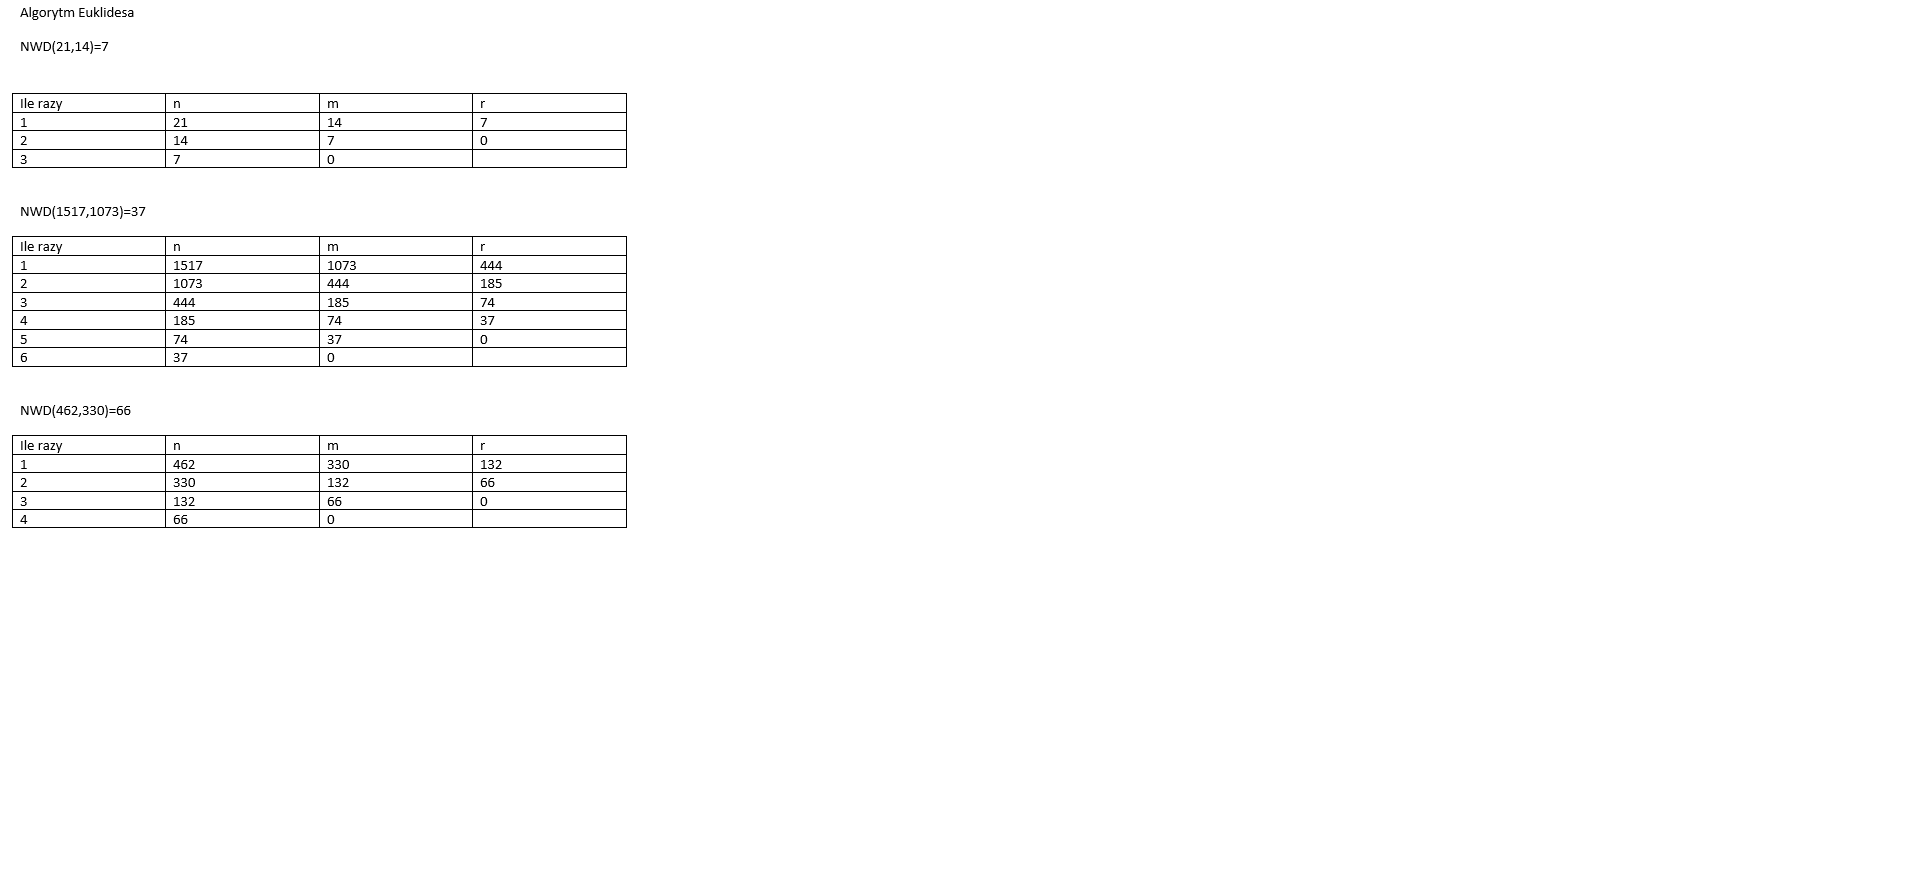 Algorytm Euklidesa
NWD(21,14)=7
Ile razy n m r
1 21 14 7
2 14 7 0
3 7 0
NWD(1517,1073)=37
Ile razy n m r
1 1517 1073 444
2 1073 444 185
3 444 185 74
4 185 74 37
5 74 37 0
6 37 0
NWD(462,330)=66
Ile razy n m r
1 462 330 132
2 330 132 66
3 132 66 0
4 66 0